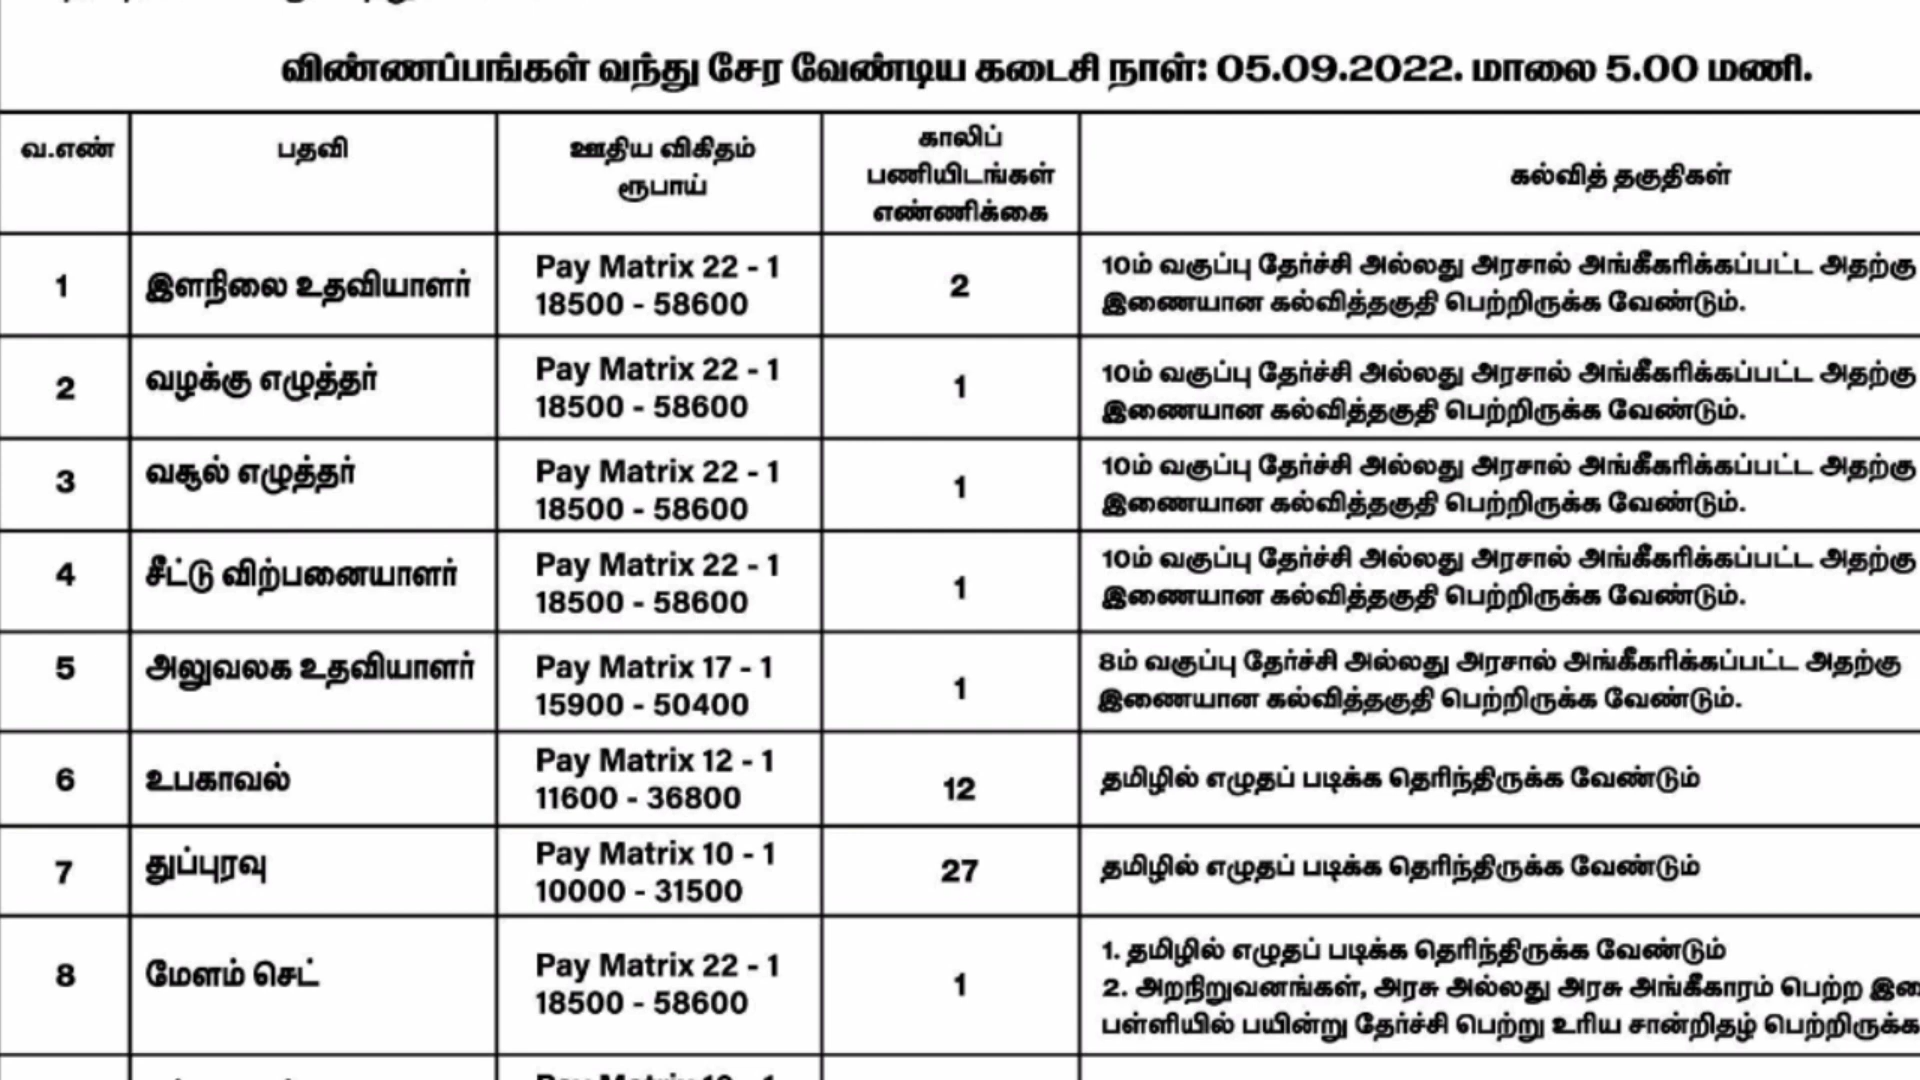 விண்ணப்பங்கள் வந்து சேர வேண்டிய கடைசி நாள்: 05.09.2022. மாலை 5.00 மணி.
வ.எண்
பதவி
ஊதிய விகிதம்
ரூபாய்
காலிப்
பணியிடங்கள்
எண்ணிக்கை
கல்வித் தகுதிகள்
1
இளநிலை உதவியாளர்
Pay Matrix 22 - 1
18500 - 58600
2
10ம் வகுப்பு தேர்ச்சி அல்லது அரசால் அங்கீகரிக்கப்பட்ட அதற்கு
இணையான கல்வித்தகுதி பெற்றிருக்க வேண்டும்.
2
வழக்கு எழுத்தர்
Pay Matrix 22 - 1
18500 - 58600
1
10ம் வகுப்பு தேர்ச்சி அல்லது அரசால் அங்கீகரிக்கப்பட்ட அதற்கு
இணையான கல்வித்தகுதி பெற்றிருக்க வேண்டும்.
3
வசூல் எழுத்தர்
Pay Matrix 22 - 1
18500 - 58600
1
10ம் வகுப்பு தேர்ச்சி அல்லது அரசால் அங்கீகரிக்கப்பட்ட அதற்கு
இணையான கல்வித்தகுதி பெற்றிருக்க வேண்டும்.
4
சீட்டு விற்பனையாளர்
Pay Matrix 22 - 1
18500 - 58600
1
10ம் வகுப்பு தேர்ச்சி அல்லது அரசால் அங்கீகரிக்கப்பட்ட அதற்கு
இணையான கல்வித்தகுதி பெற்றிருக்க வேண்டும்.
5
அலுவலக உதவியாளர்
Pay Matrix 17 - 1
15900 - 50400
1
8ம் வகுப்பு தேர்ச்சி அல்லது அரசால் அங்கீகரிக்கப்பட்ட அதற்கு
இணையான கல்வித்தகுதி பெற்றிருக்க வேண்டும்.
6
உபகாவல்
Pay Matrix 12 - 1
11600 - 36800
12
தமிழில் எழுதப் படிக்க தெரிந்திருக்க வேண்டும்
7
துப்புரவு
Pay Matrix 10 - 1
10000 - 31500
27
தமிழில் எழுதப் படிக்க தெரிந்திருக்க வேண்டும்
8
மேளம் செட்
Pay Matrix 22 - 1
18500 - 58600
1
1. தமிழில் எழுதப் படிக்க தெரிந்திருக்க வேண்டும்
2. அறநிறுவனங்கள், அரசு அல்லது அரசு அங்கீகாரம் பெற்ற
பள்ளியில் பயின்று தேர்ச்சி பெற்று உரிய சான்றிதழ் பெற்றிருக்க